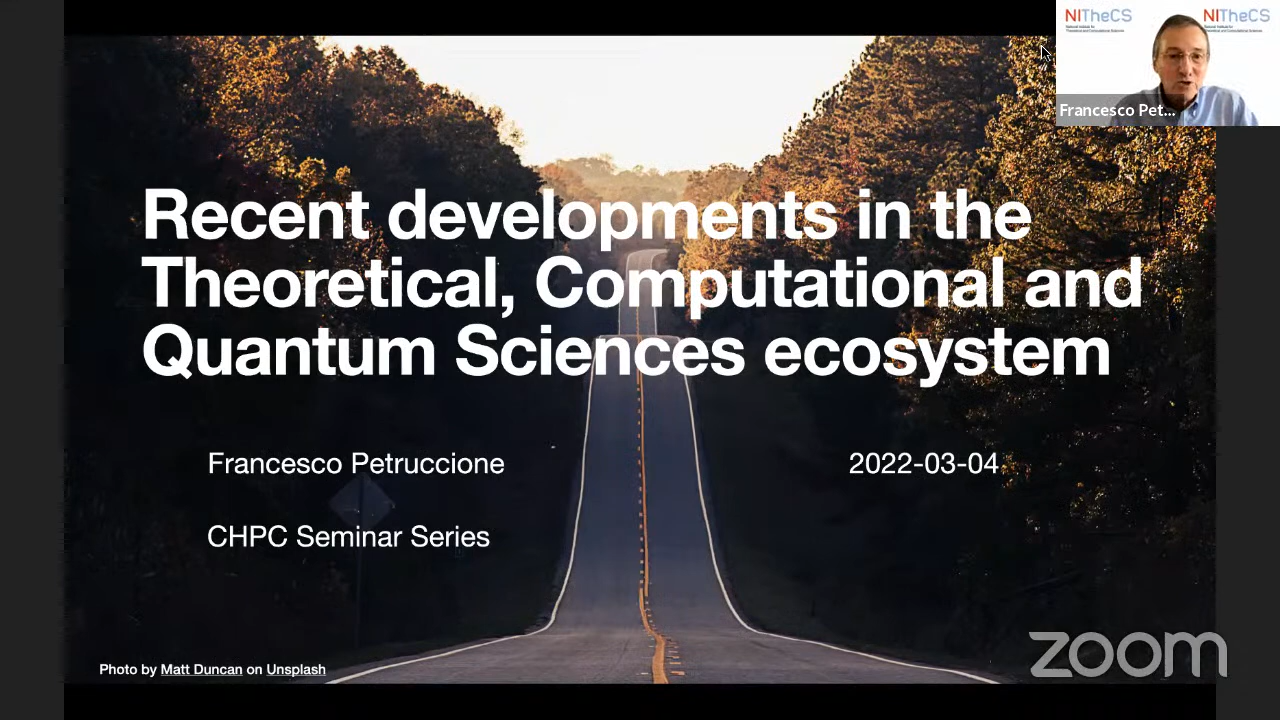 NITheCS
NITheCS
Francesco Pet...
Recent developments in the
Theoretical, Computational and
Quantum Sciences ecosystem
Francesco Petruccione
2022-03-04
CHPC Seminar Series
Photo by Matt Duncan on Unsplash
zoom